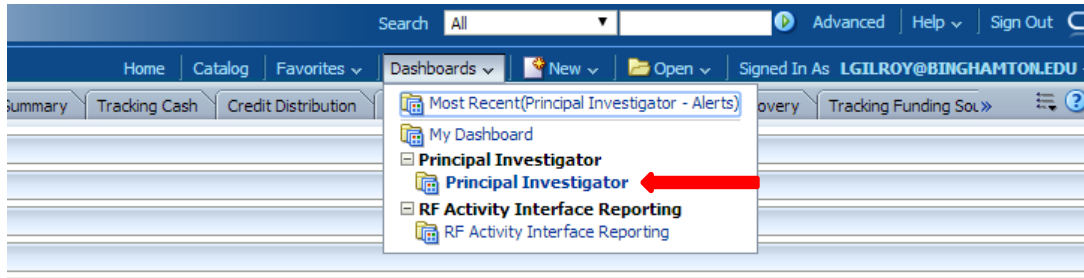 Search All Advanced Help Sign Out
Home Catalog Favorites Dashboards New Open Signed In As LGILROY@BINGHAMTON.EDU
Summary Tracking Cash Credit Distribution overy Tracking Funding Sou»
Most Recent(Principal Investigator - Alerts)
My Dashboard
Principal Investigator
Principal Investigator
RF Activity Interface Reporting
RF Activity Interface Reporting